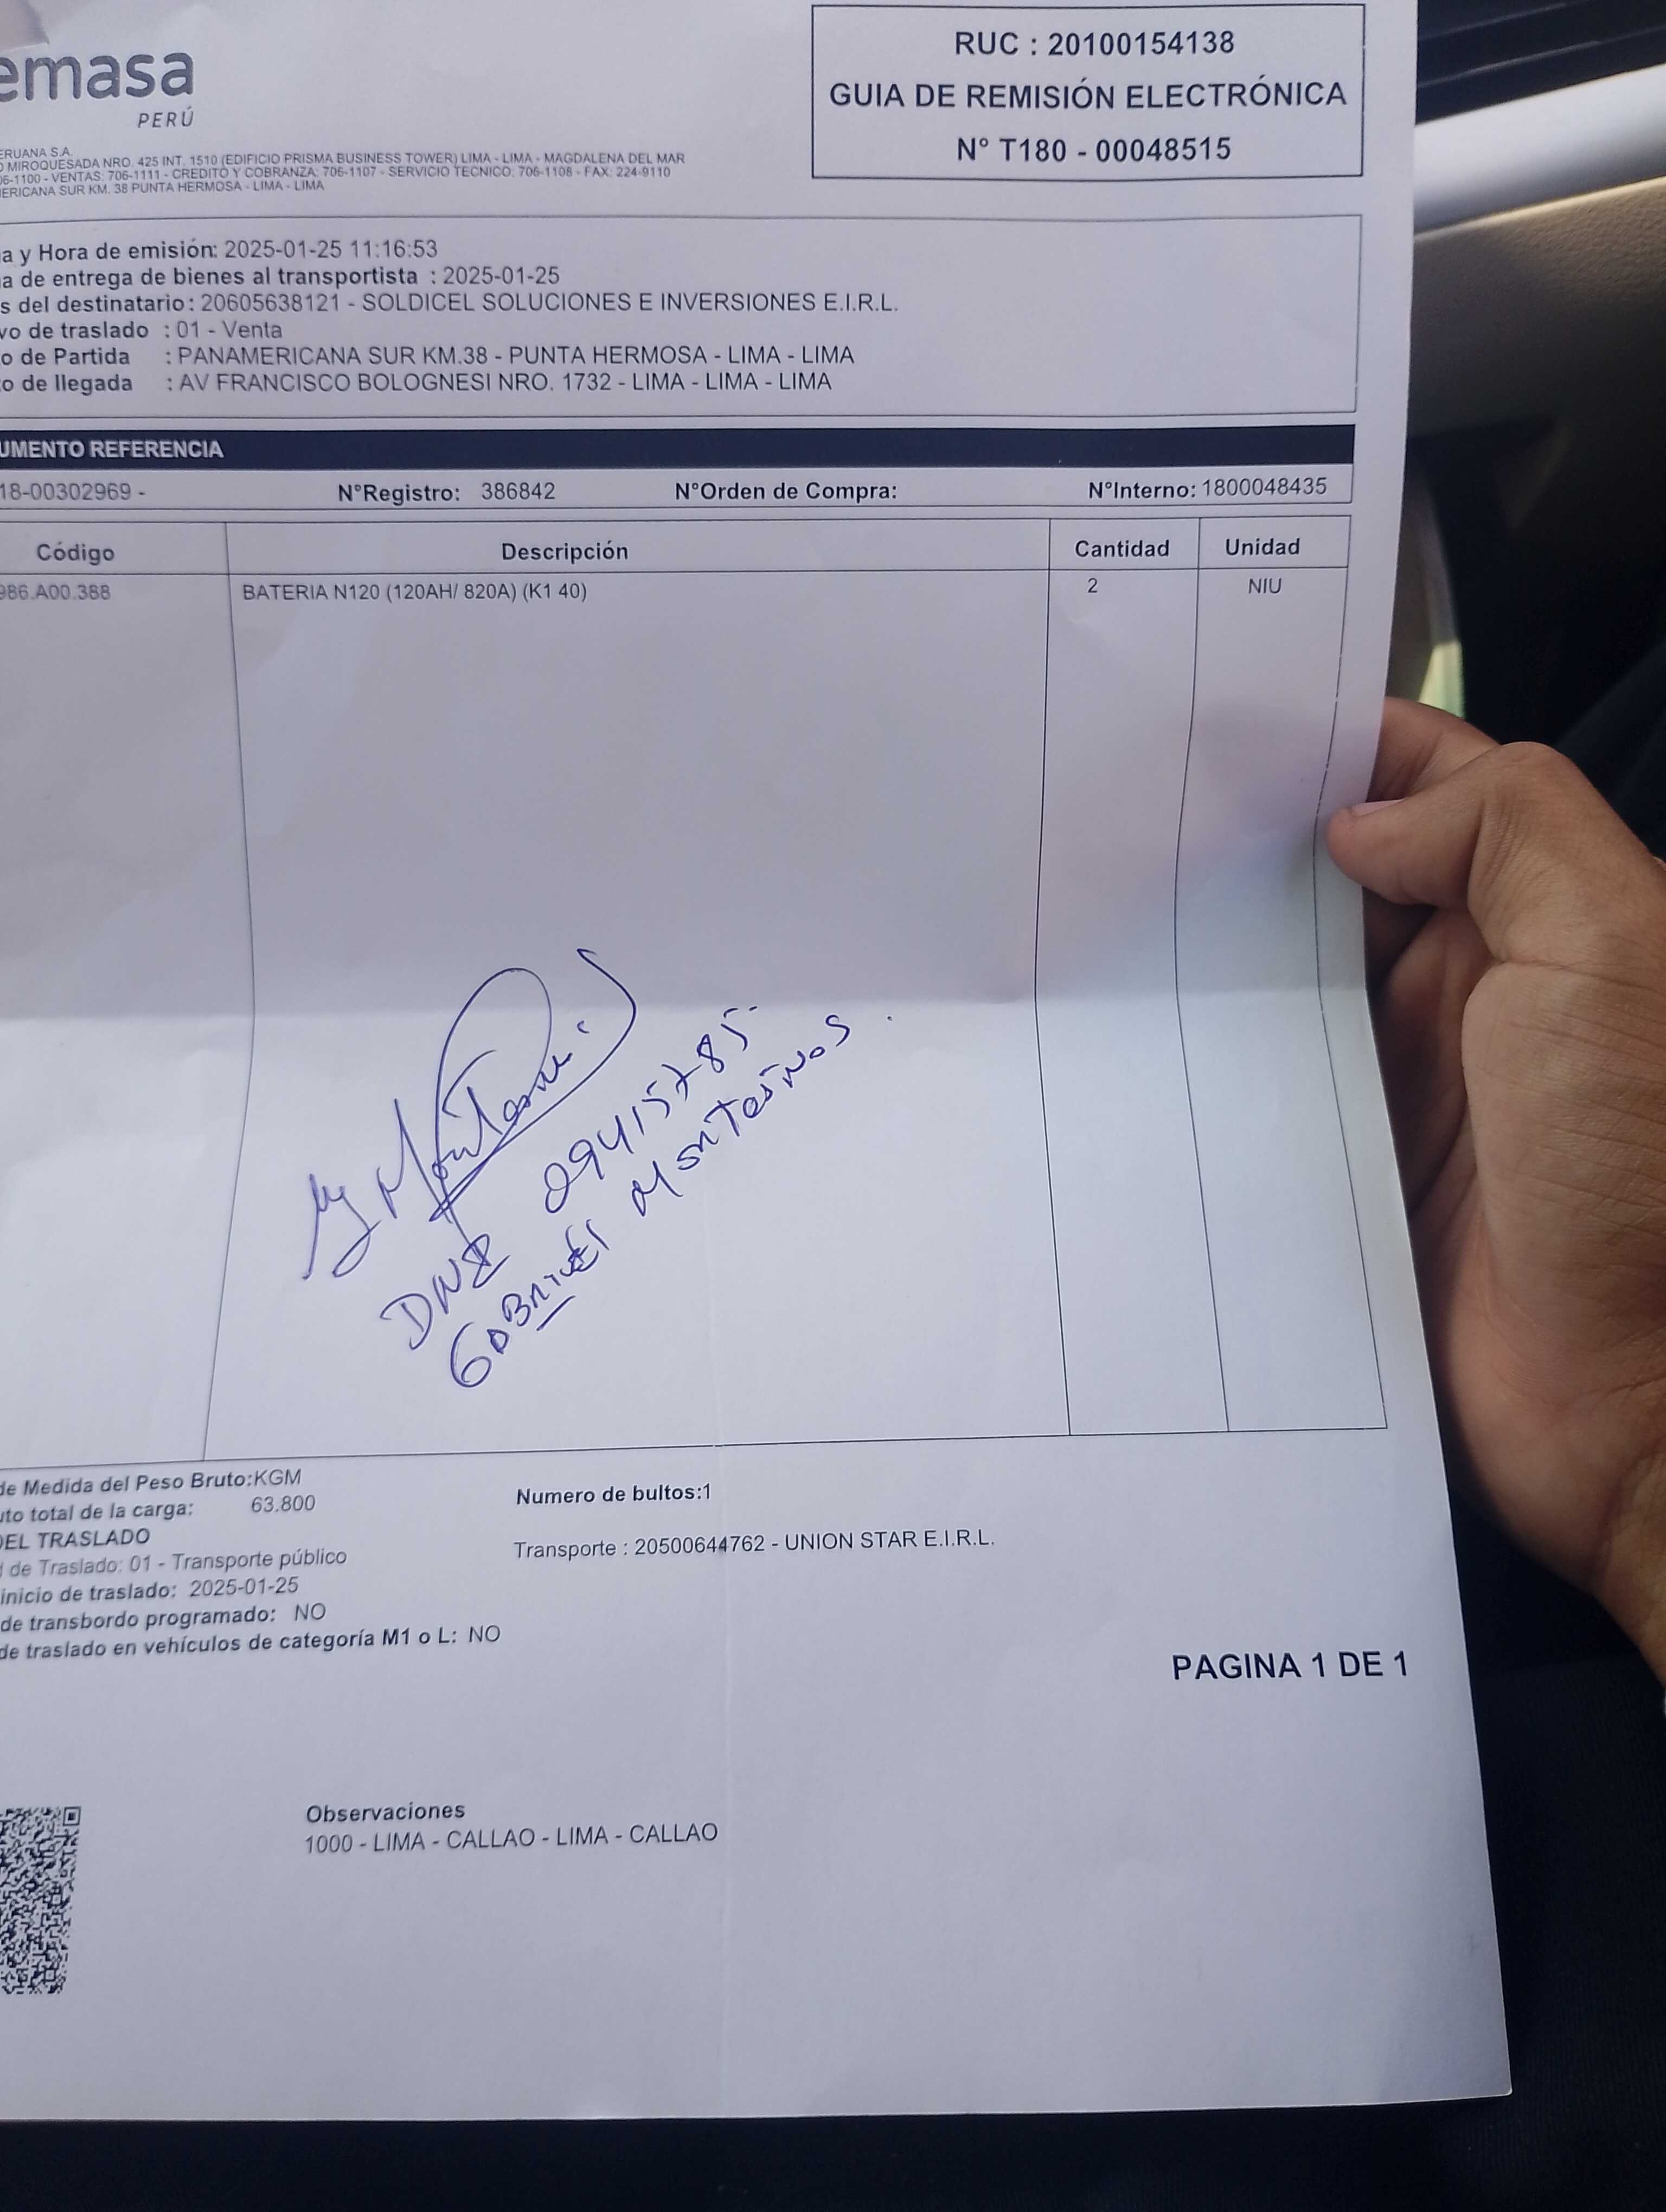 emasa
PERÚ
ERUANA S.A.
O MIROQUESADA NRO. 425 INT. 1510 (EDIFICIO PRISMA BUSINESS TOWER) LIMA - LIMA - MAGDALENA DEL MAR
06-1100 - VENTAS: 706-1111 - CREDITO Y COBRANZA: 706-1107 - SERVICIO TECNICO: 706-1108 - FAX: 224-9110
ERICANA SUR KM. 38 PUNTA HERMOSA - LIMA - LIMA
RUC : 20100154138
GUIA DE REMISIÓN ELECTRÓNICA
N° T180 - 00048515
a y Hora de emisión: 2025-01-25 11:16:53
a de entrega de bienes al transportista : 2025-01-25
s del destinatario : 20605638121 - SOLDICEL SOLUCIONES E INVERSIONES E.I.R.L.
vo de traslado : 01 - Venta
o de Partida : PANAMERICANA SUR KM.38 - PUNTA HERMOSA - LIMA - LIMA
o de llegada : AV FRANCISCO BOLOGNESI NRO. 1732 - LIMA - LIMA - LIMA
UMENTO REFERENCIA
18-00302969 - N°Registro: 386842 N°Orden de Compra: N°Interno: 1800048435
Código Descripción Cantidad Unidad
986.A00.388 BATERIA N120 (120AH/ 820A) (K1 40) 2 NIU
DNI 09415785
GABRIEL MONTESINOS
de Medida del Peso Bruto:KGM
uto total de la carga: 63.800
Numero de bultos:1
DEL TRASLADO
d de Traslado: 01 - Transporte público
Transporte : 20500644762 - UNION STAR E.I.R.L.
inicio de traslado: 2025-01-25
de transbordo programado: NO
de traslado en vehículos de categoría M1 o L: NO
PAGINA 1 DE 1
Observaciones
1000 - LIMA - CALLAO - LIMA - CALLAO